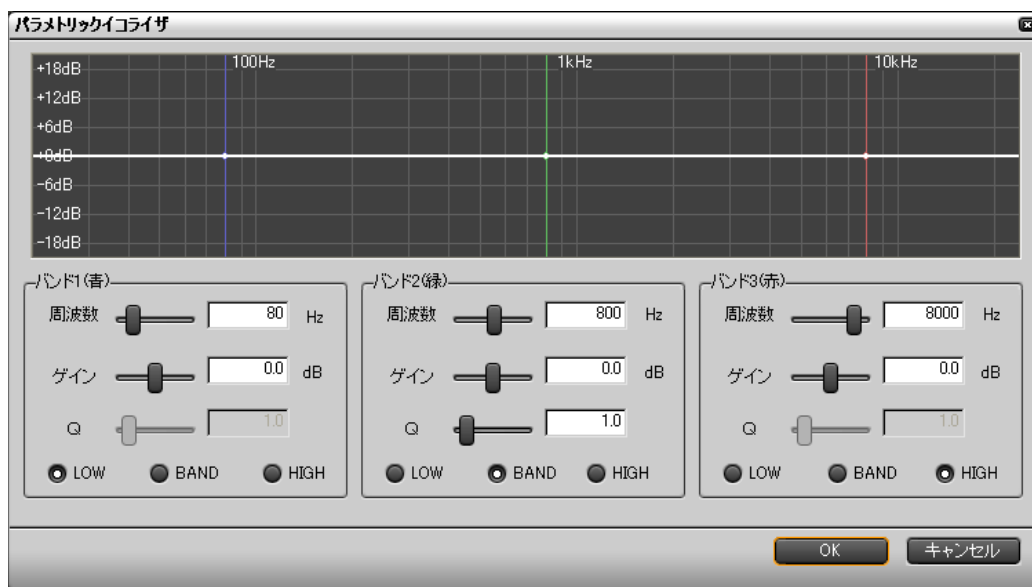 パラメトリックイコライザ
100Hz 1kHz 10kHz
+18dB
+12dB
+6dB
+0dB
-6dB
-12dB
-18dB
バンド1(青) バンド2(緑) バンド3(赤)
周波数 80 Hz 周波数 800 Hz 周波数 8000 Hz
ゲイン 0.0 dB ゲイン 0.0 dB ゲイン 0.0 dB
Q 1.0 Q 1.0 Q 1.0
LOW BAND HIGH LOW BAND HIGH LOW BAND HIGH
OK キャンセル